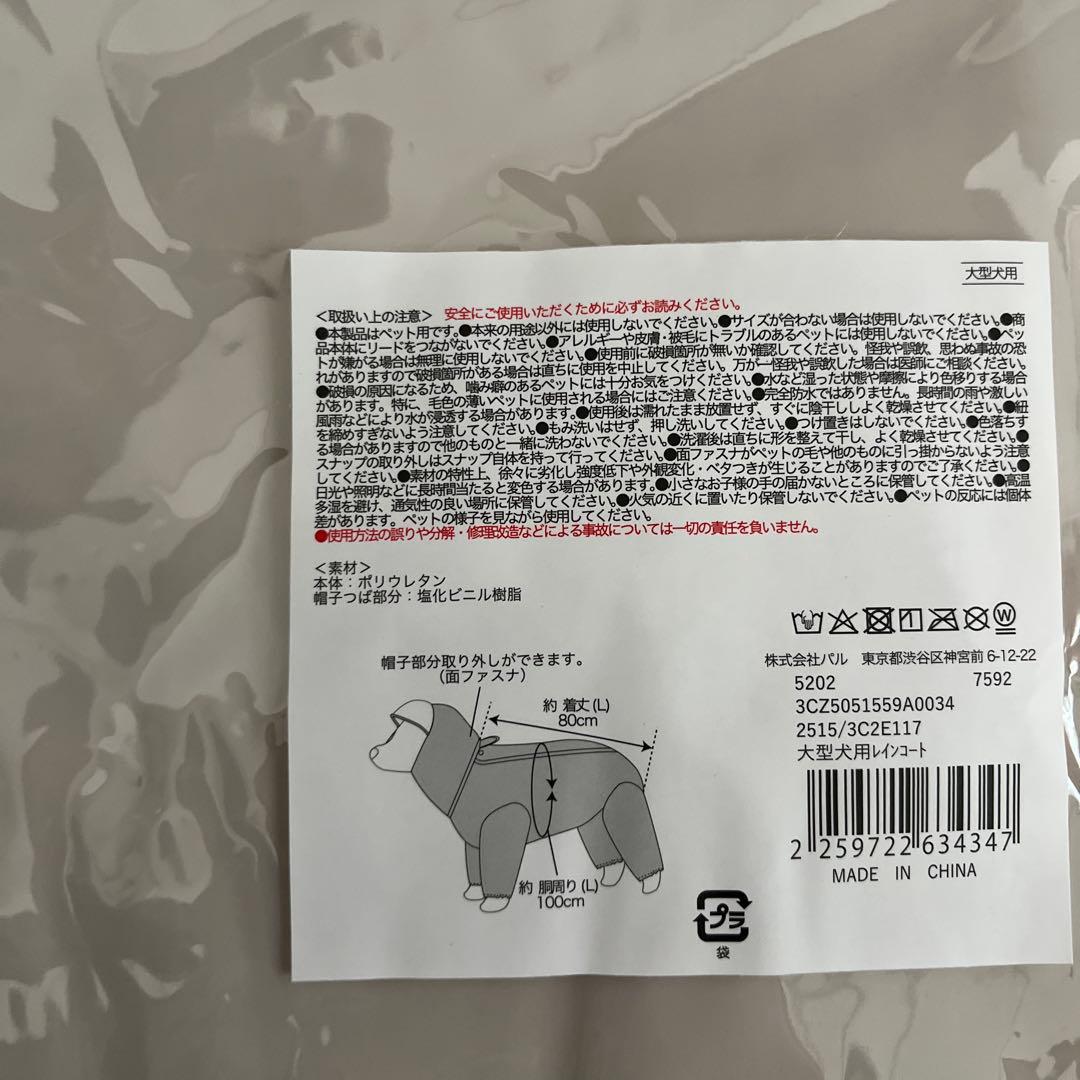 大型犬用
<取扱い上の注意> 安全にご使用いただくために必ずお読みください。
●本製品はペット用です。●本来の用途以外には使用しないでください。●サイズが合わない場合は使用しないでください。●商
品本体にリードをつながないでください。●アレルギーや皮膚・被毛にトラブルのあるペットには使用しないでください。●ペッ
トが嫌がる場合は無理に使用しないでください。●使用前に破損箇所が無いか確認してください。怪我や誤飲、思わぬ事故の恐
れがありますので破損箇所がある場合は直ちに使用を中止してください。万が一怪我や誤飲した場合は医師にご相談ください。
●破損の原因になるため、噛み癖のあるペットには十分お気をつけください。●水など湿った状態や摩擦により色移りする場合
があります。特に、毛色の薄いペットに使用される場合にはご注意ください。●完全防水ではありません。長時間の雨や激しい
風雨などにより水が浸透する場合があります。●使用後は濡れたまま放置せず、すぐに陰干ししよく乾燥させてください。●紐
を締めすぎないよう注意してください。●もみ洗いはせず、押し洗いしてください。●つけ置きはしないでください。●色落ちす
る場合がありますので他のものと一緒に洗わないでください。●洗濯後は直ちに形を整えて干し、よく乾燥させてください。●
スナップの取り外しはスナップ自体を持って行ってください。●面ファスナがペットの毛や他のものに引っ掛からないよう注意
してください。●素材の特性上、徐々に劣化し強度低下や外観変化・ベタつきが生じることがありますのでご了承ください。●
日光や照明などに長時間当たると変色する場合があります。●小さなお子様の手の届かないところに保管してください。●高温
多湿を避け、通気性の良い場所に保管してください。●火気の近くに置いたり保管しないでください。●ペットの反応には個体
差があります。ペットの様子を見ながら使用してください。
●使用方法の誤りや分解・修理改造などによる事故については一切の責任を負いません。
<素材>
本体：ポリウレタン
帽子つば部分：塩化ビニル樹脂
帽子部分取り外しができます。
(面ファスナ)
約 着丈(L)
80cm
約 胴周り(L)
100cm
W
株式会社パル 東京都渋谷区神宮前 6-12-22
5202 7592
3CZ5051559A0034
2515/3C2E117
大型犬用ﾚｲﾝｺｰﾄ
2 259722 634347
MADE IN CHINA
プラ
袋